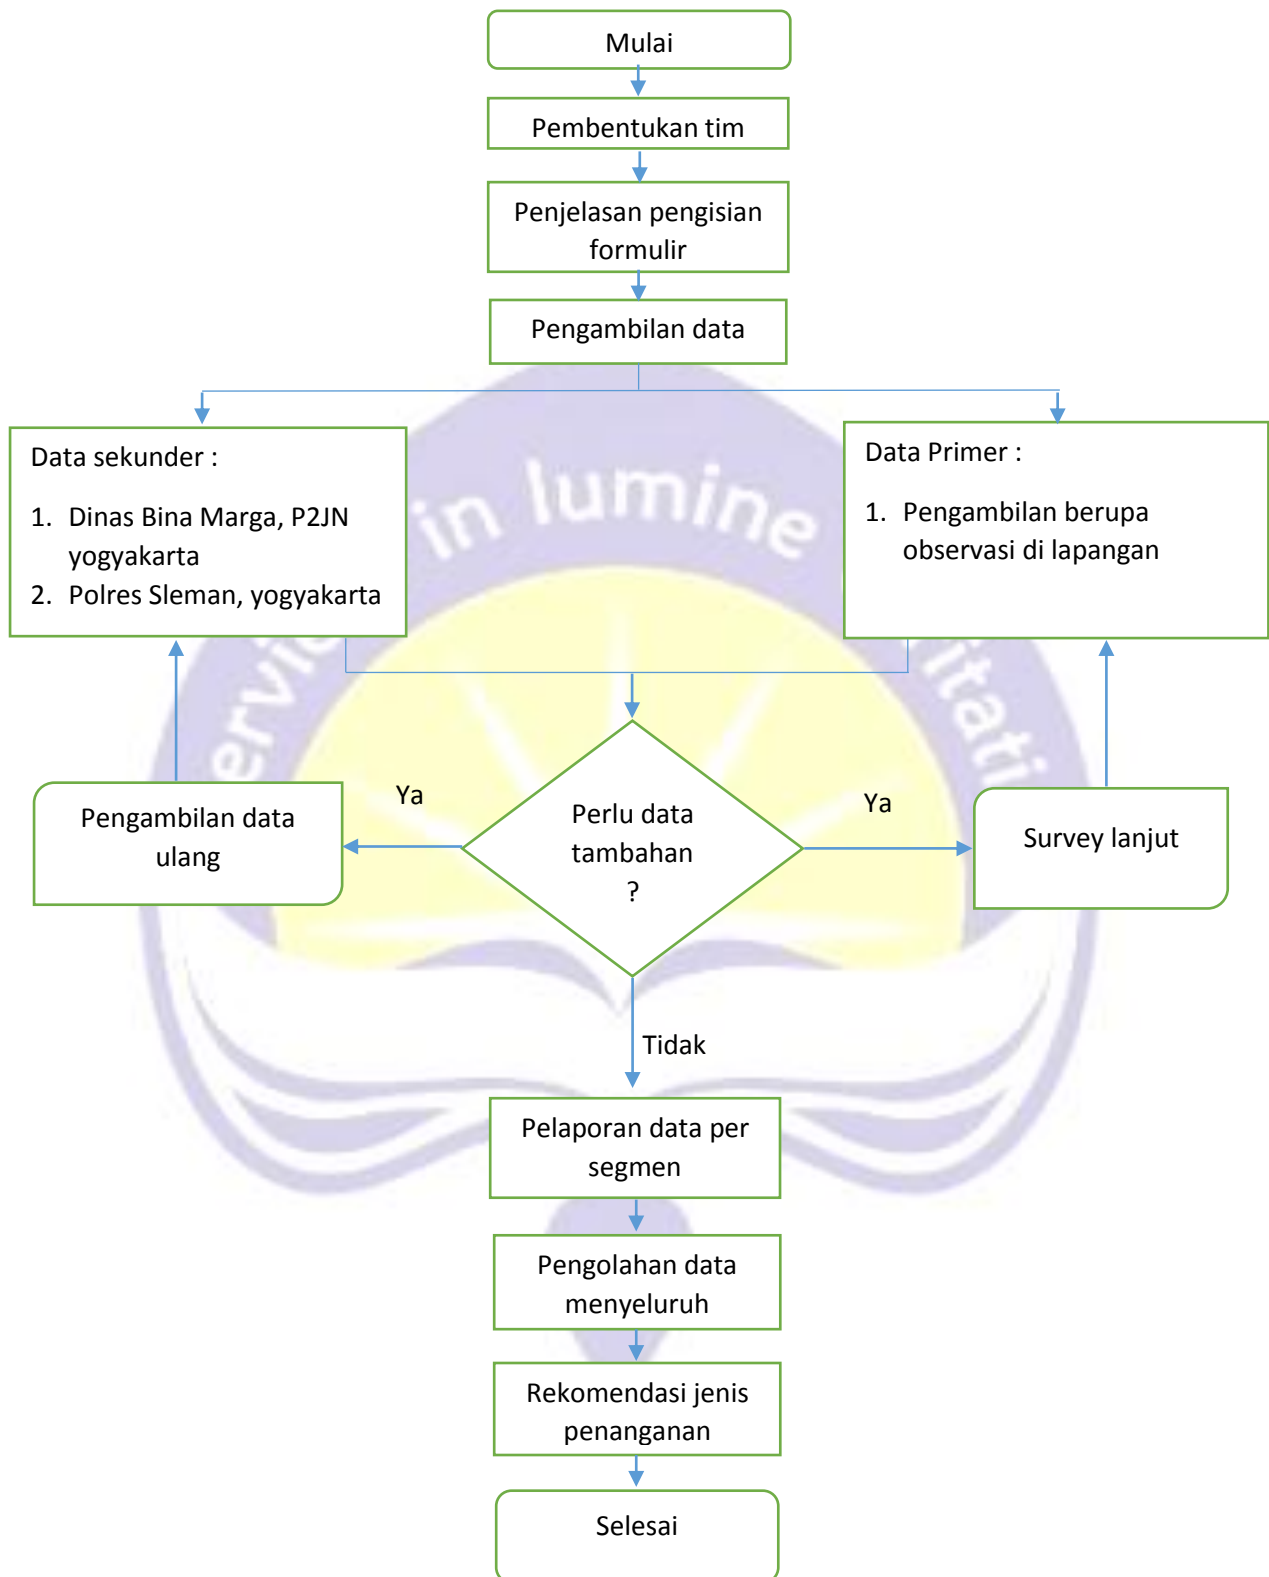 Mulai
Pembentukan tim
Penjelasan pengisian
formulir
Pengambilan data
Data sekunder :
1. Dinas Bina Marga, P2JN
yogyakarta
2. Polres Sleman, yogyakarta
Data Primer :
1. Pengambilan berupa
observasi di lapangan
in lumine
Ya
Ya
Pengambilan data
ulang
Perlu data
tambahan
?
Survey lanjut
Tidak
Pelaporan data per
segmen
Pengolahan data
menyeluruh
Rekomendasi jenis
penanganan
Selesai